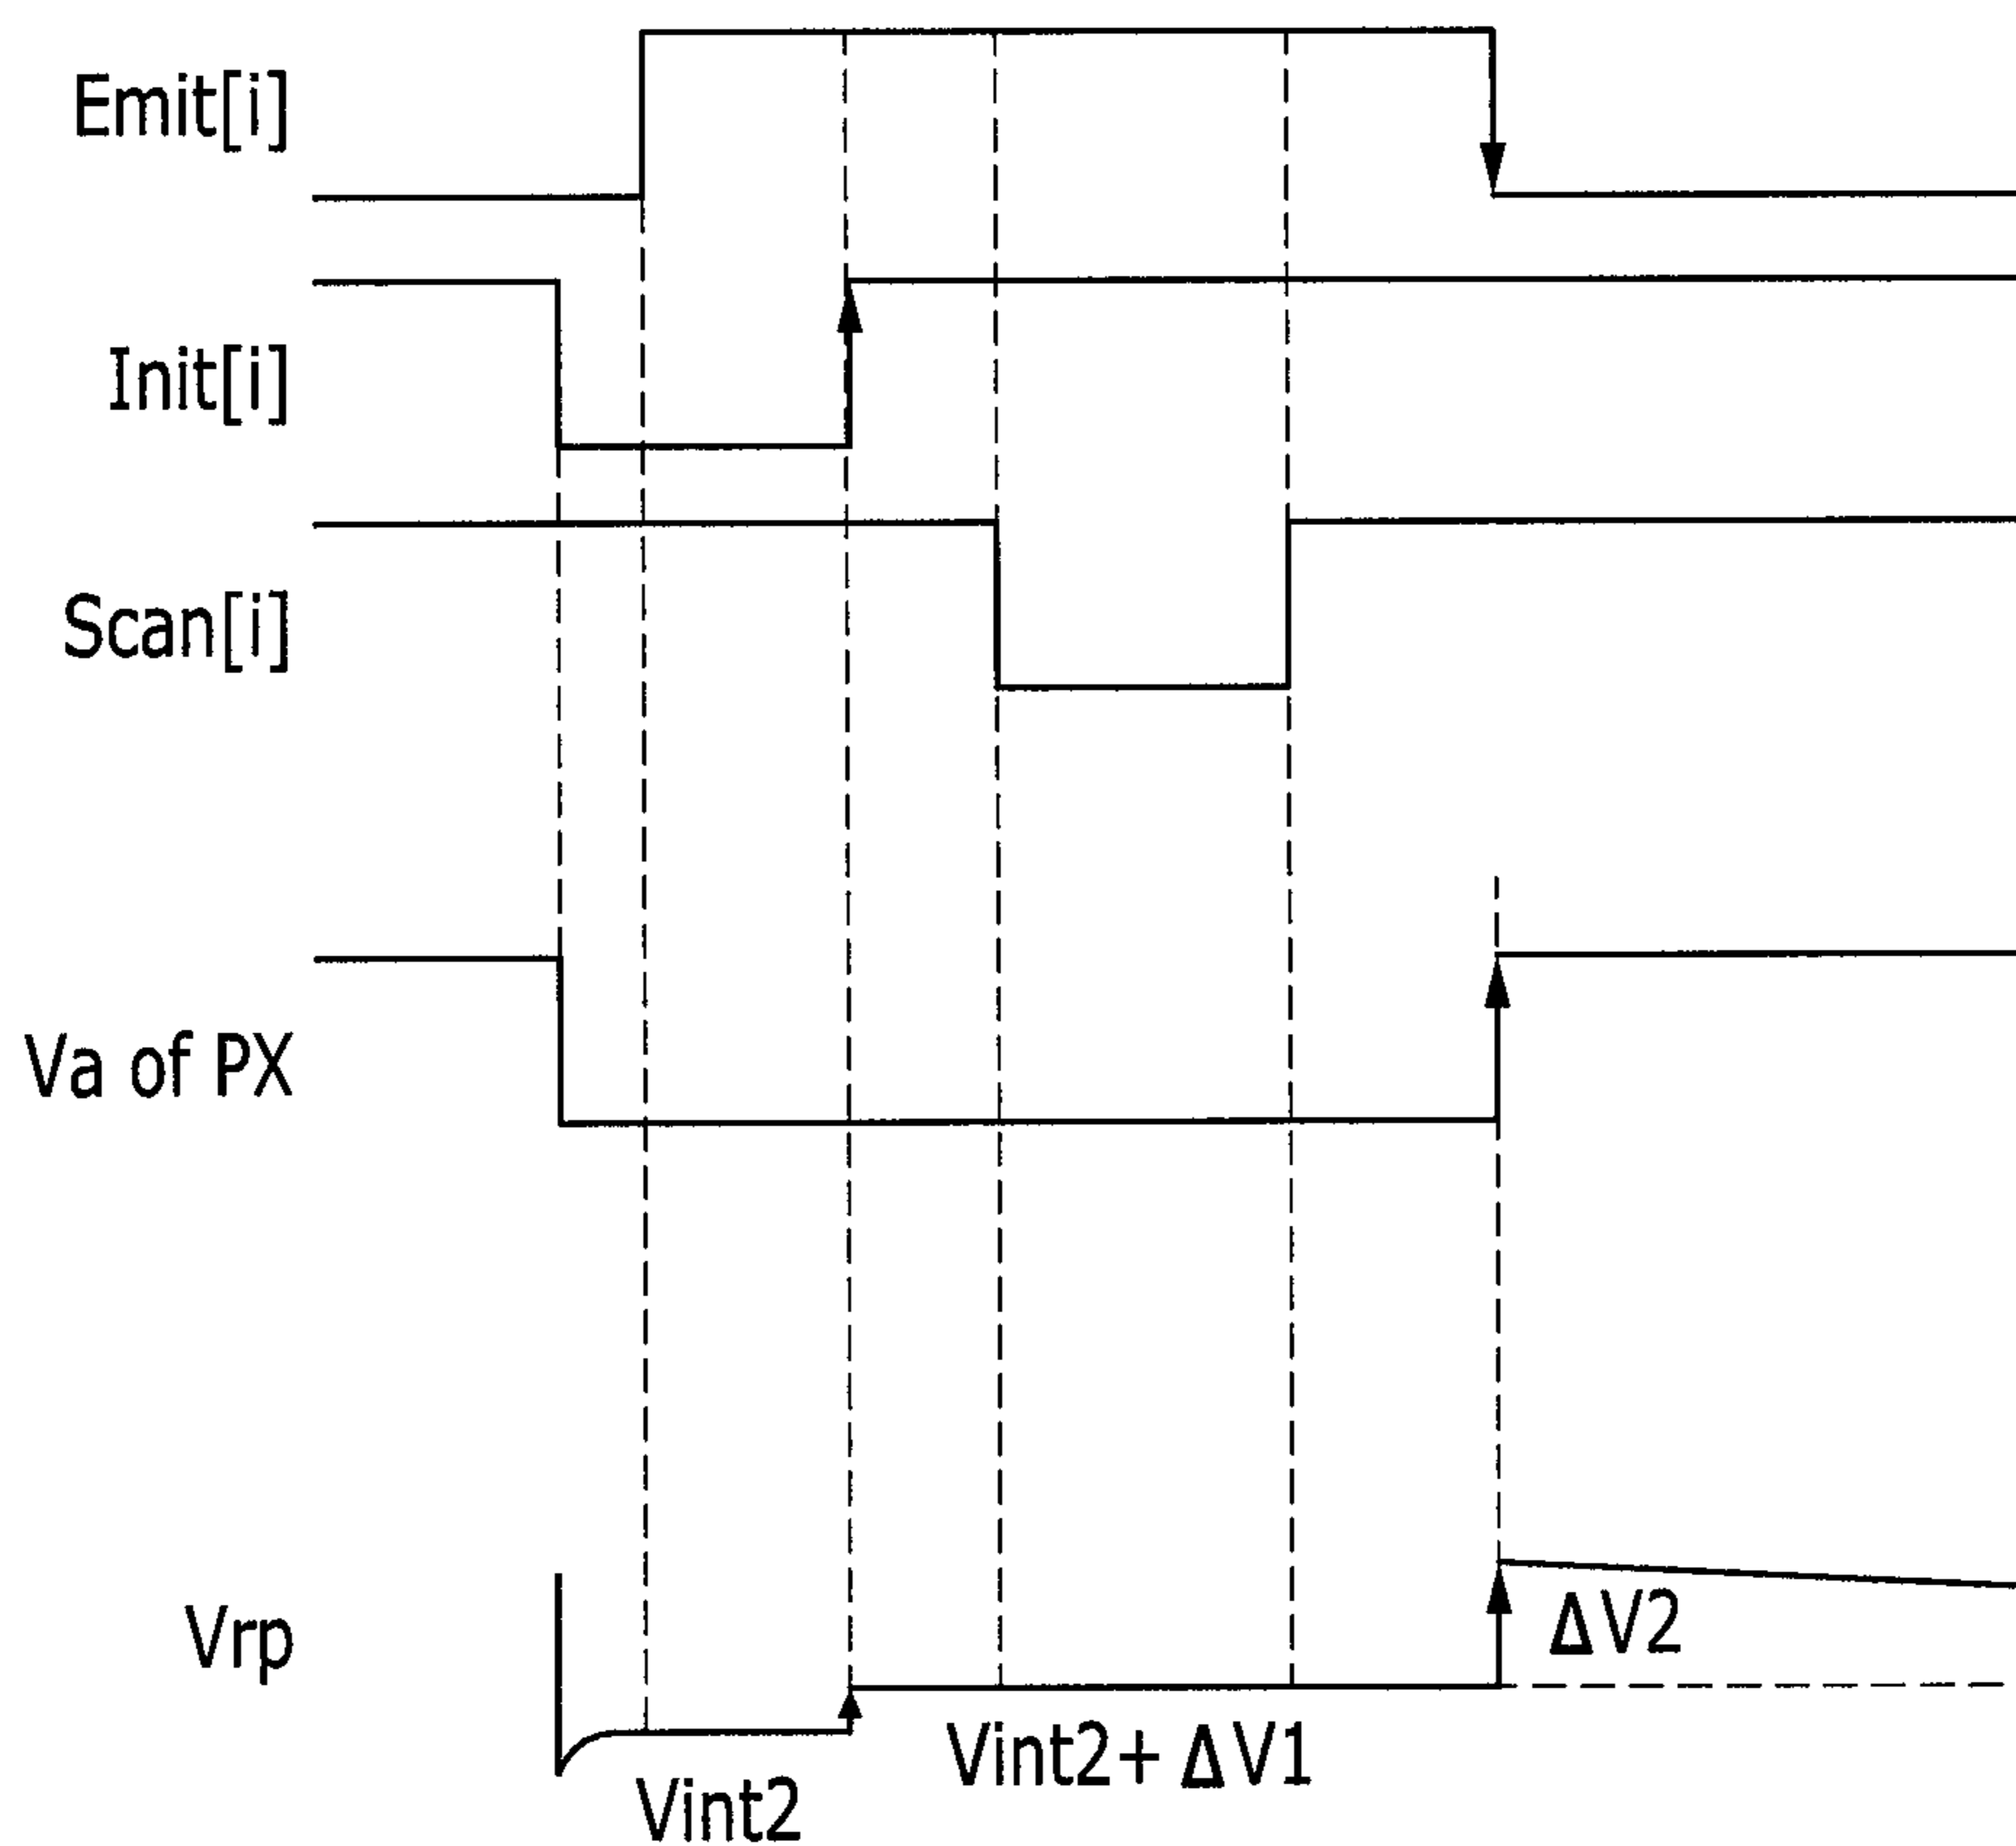 Emit[i]
Init[i]
Scan[i]
Va of PX
Vrp
ΔV2
Vint2+ ΔV1
Vint2